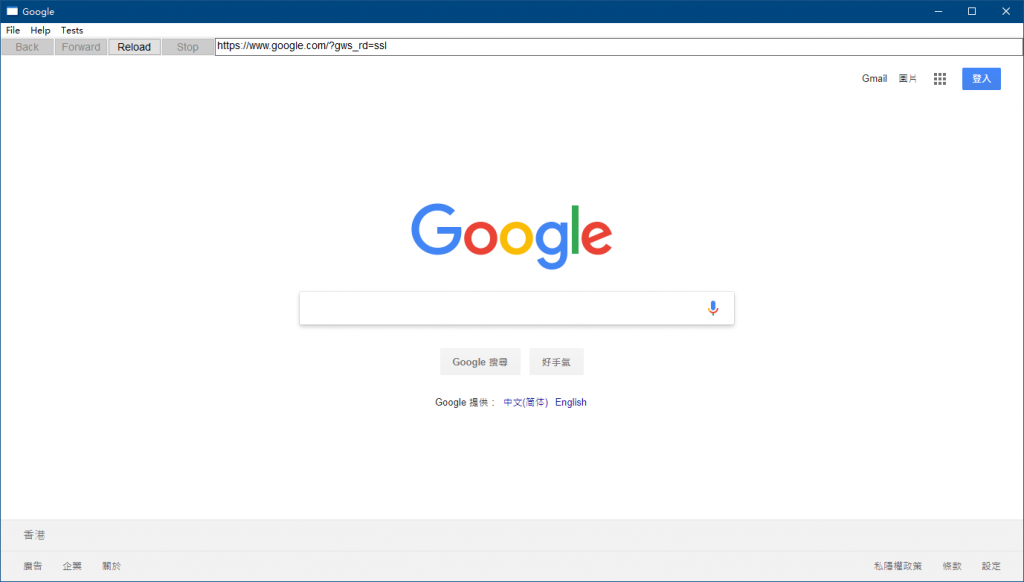 Google
File Help Tests
Back Forward Reload Stop https://www.google.com/?gws_rd=ssl
Gmail 圖片 登入
Google
Google 搜尋 好手氣
Google 提供： 中文(简体) English
香港
廣告 企業 關於 私隱權政策 條款 設定